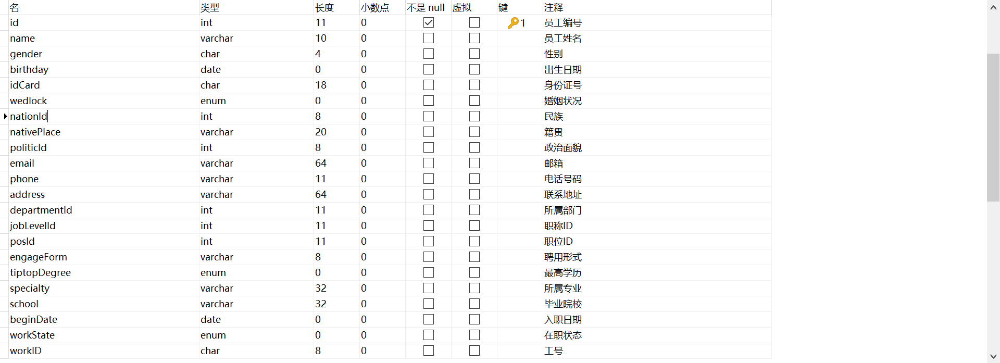 名 类型 长度 小数点 不是 null 虚拟 键 注释
id int 11 0 1 员工编号
name varchar 10 0 员工姓名
gender char 4 0 性别
birthday date 0 0 出生日期
idCard char 18 0 身份证号
wedlock enum 0 0 婚姻状况
nationId int 8 0 民族
nativePlace varchar 20 0 籍贯
politicId int 8 0 政治面貌
email varchar 64 0 邮箱
phone varchar 11 0 电话号码
address varchar 64 0 联系地址
departmentId int 11 0 所属部门
jobLevelId int 11 0 职称ID
posId int 11 0 职位ID
engageForm varchar 8 0 聘用形式
tiptopDegree enum 0 0 最高学历
specialty varchar 32 0 所属专业
school varchar 32 0 毕业院校
beginDate date 0 0 入职日期
workState enum 0 0 在职状态
workID char 8 0 工号